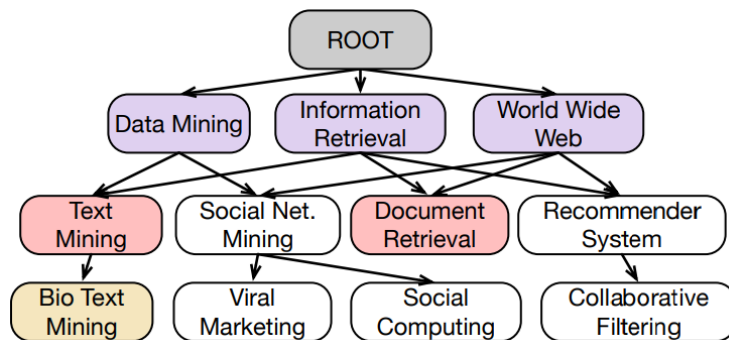 ROOT
Data Mining
Information
Retrieval
World Wide
Web
Text
Mining
Social Net.
Mining
Document
Retrieval
Recommender
System
Bio Text
Mining
Viral
Marketing
Social
Computing
Collaborative
Filtering